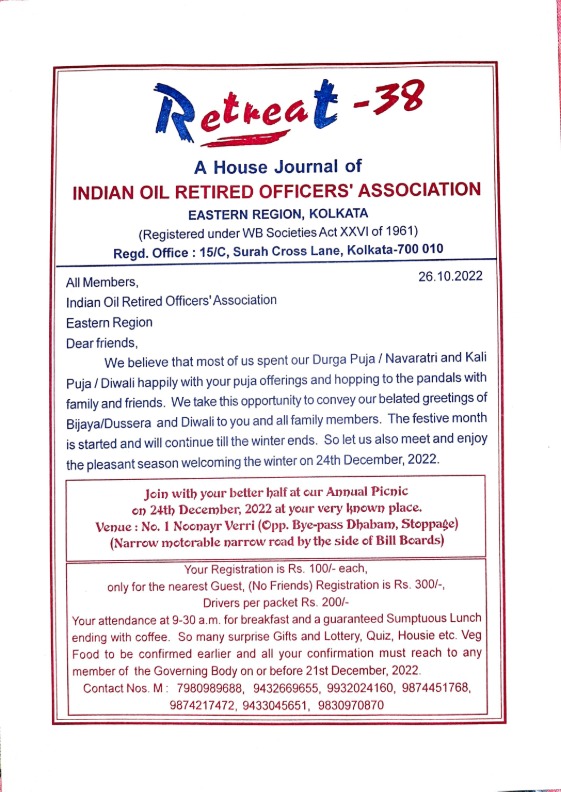 Retreat -38
A House Journal of
INDIAN OIL RETIRED OFFICERS' ASSOCIATION
EASTERN REGION, KOLKATA
(Registered under WB Societies Act XXVI of 1961)
Regd. Office : 15/C, Surah Cross Lane, Kolkata-700 010
All Members, 26.10.2022
Indian Oil Retired Officers' Association
Eastern Region
Dear friends,
We believe that most of us spent our Durga Puja / Navaratri and Kali
Puja / Diwali happily with your puja offerings and hopping to the pandals with
family and friends. We take this opportunity to convey our belated greetings of
Bijaya/Dussera and Diwali to you and all family members. The festive month
is started and will continue till the winter ends. So let us also meet and enjoy
the pleasant season welcoming the winter on 24th December, 2022.
Join with your better half at our Annual Picnic
on 24th December, 2022 at your very known place.
Venue : No. 1 Noonayr Verri (Opp. Bye-pass Dhabam, Stoppage)
(Narrow motorable narrow road by the side of Bill Boards)
Your Registration is Rs. 100/- each,
only for the nearest Guest, (No Friends) Registration is Rs. 300/-,
Drivers per packet Rs. 200/-
Your attendance at 9-30 a.m. for breakfast and a guaranteed Sumptuous Lunch
ending with coffee. So many surprise Gifts and Lottery, Quiz, Housie etc. Veg
Food to be confirmed earlier and all your confirmation must reach to any
member of the Governing Body on or before 21st December, 2022.
Contact Nos. M : 7980989688, 9432669655, 9932024160, 9874451768,
9874217472, 9433045651, 9830970870